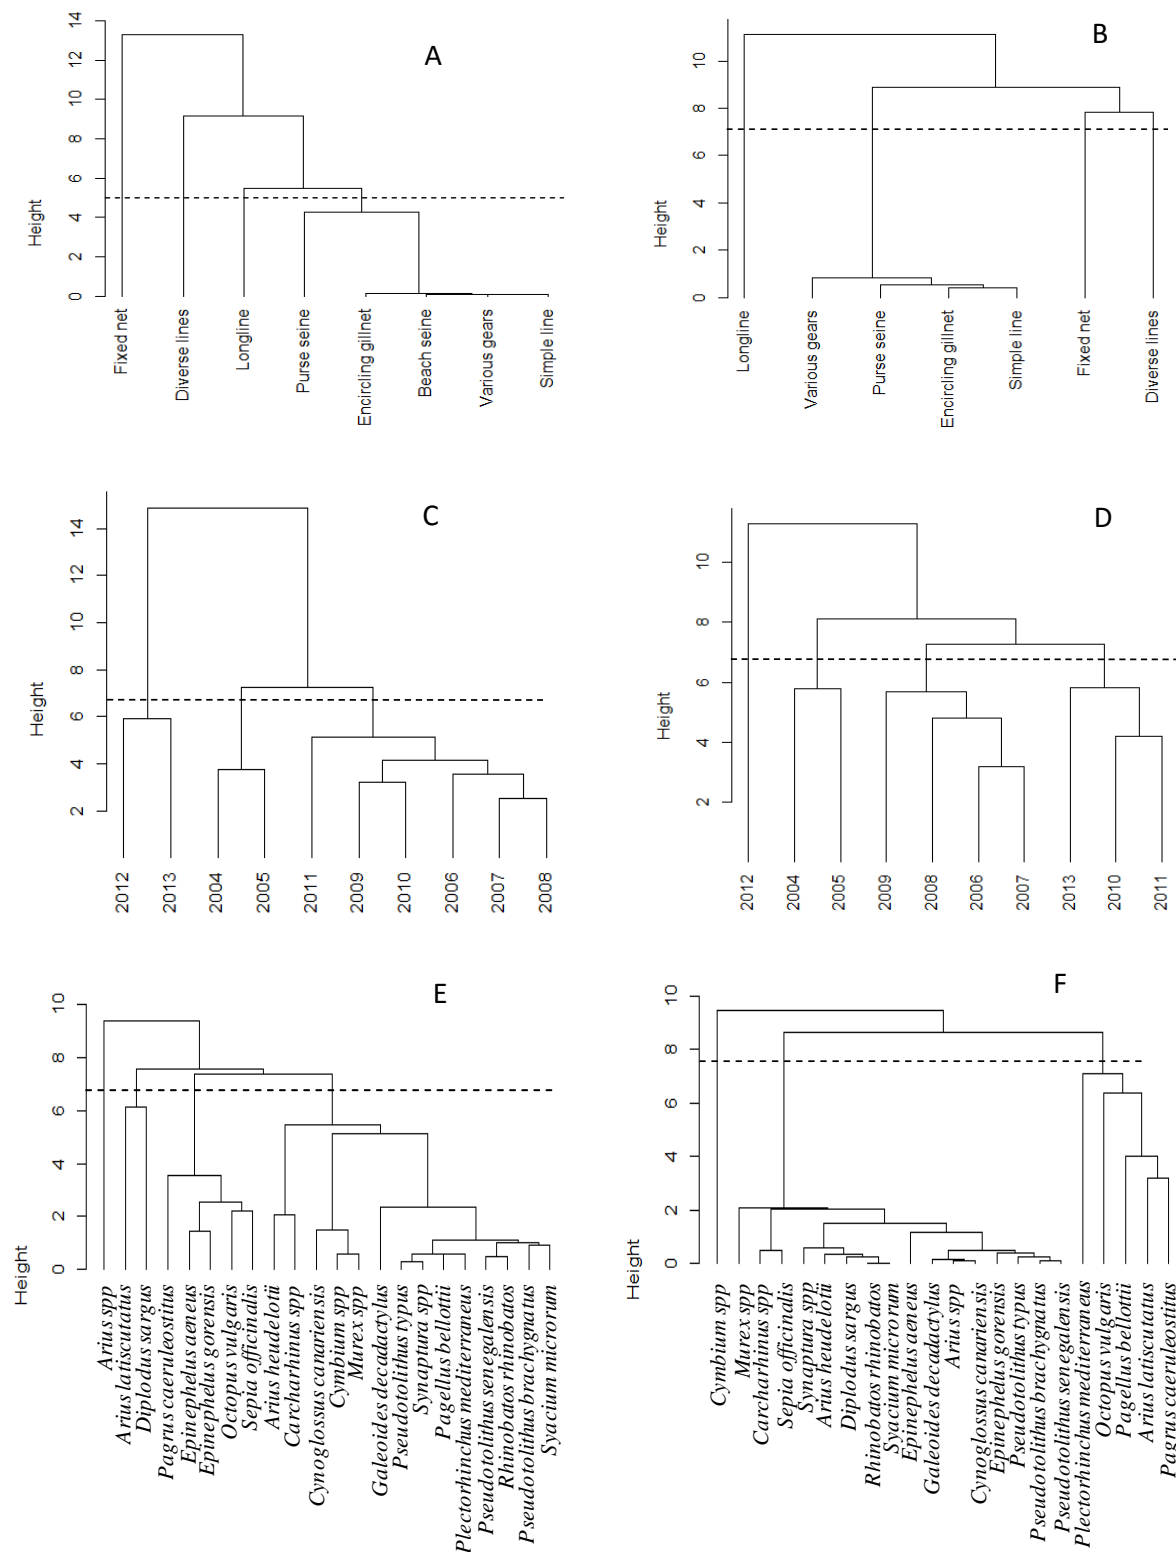 A
Height
0
2
4
6
8
10
12
14
Fixed net
Diverse lines
Longline
Purse seine
Encircling gillnet
Beach seine
Various gears
Simple line
B
Height
0
2
4
6
8
10
Longline
Various gears
Purse seine
Encircling gillnet
Simple line
Fixed net
Diverse lines
C
Height
2
4
6
8
10
12
14
2012
2013
2004
2005
2011
2009
2010
2006
2007
2008
D
Height
2
4
6
8
10
2012
2004
2005
2009
2008
2006
2007
2013
2010
2011
E
Height
0
2
4
6
8
10
Arius spp
Arius latiscutatus
Diplodus sargus
Pagrus caeruleostitus
Epinephelus aeneus
Epinephelus gorensis
Octopus vulgaris
Sepia officinalis
Arius heudelotii
Carcharhinus spp
Cynoglossus canariensis
Cymbium spp
Murex spp
Galeoides decadactylus
Pseudotolithus typus
Synaptura spp
Pagellus bellottii
Plectorhinchus mediterraneus
Pseudotolithus senegalensis
Rhinobatos rhinobatos
Pseudotolithus brachygnatus
Syacium microrum
F
Height
0
2
4
6
8
10
Cymbium spp
Murex spp
Carcharhinus spp
Sepia officinalis
Synaptura spp
Arius heudelotii
Diplodus sargus
Rhinobatos rhinobatos
Syacium microrum
Epinephelus aeneus
Galeoides decadactylus
Arius spp
Cynoglossus canariensis
Epinephelus gorensis
Pseudotolithus typus
Pseudotolithus brachygnatus
Pseudotolithus senegalensis
Plectorhinchus mediterraneus
Octopus vulgaris
Pagellus bellottii
Arius latiscutatus
Pagrus caeruleostitus